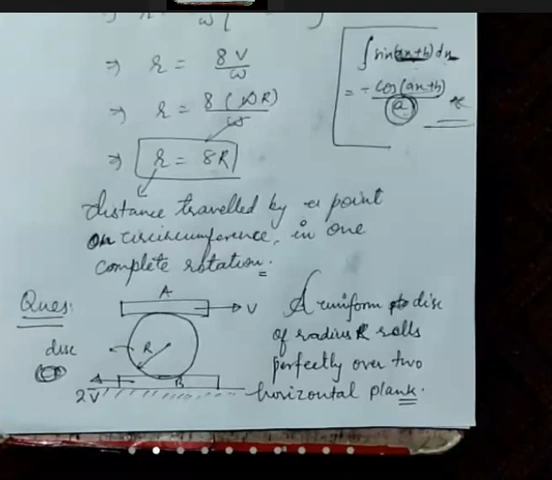 ⇒ r = 8V/ω
⇒ r = 8(ωR)/ω
⇒ r = 8R
∫ sin(ax+b) dx
= - cos(ax+b)/a
distance travelled by a point
on circircumference, in one
complete rotation.
Ques:
A
V
disc
R
B
2V
A uniform disc
of radius R rolls
perfectly over two
horizontal plank.